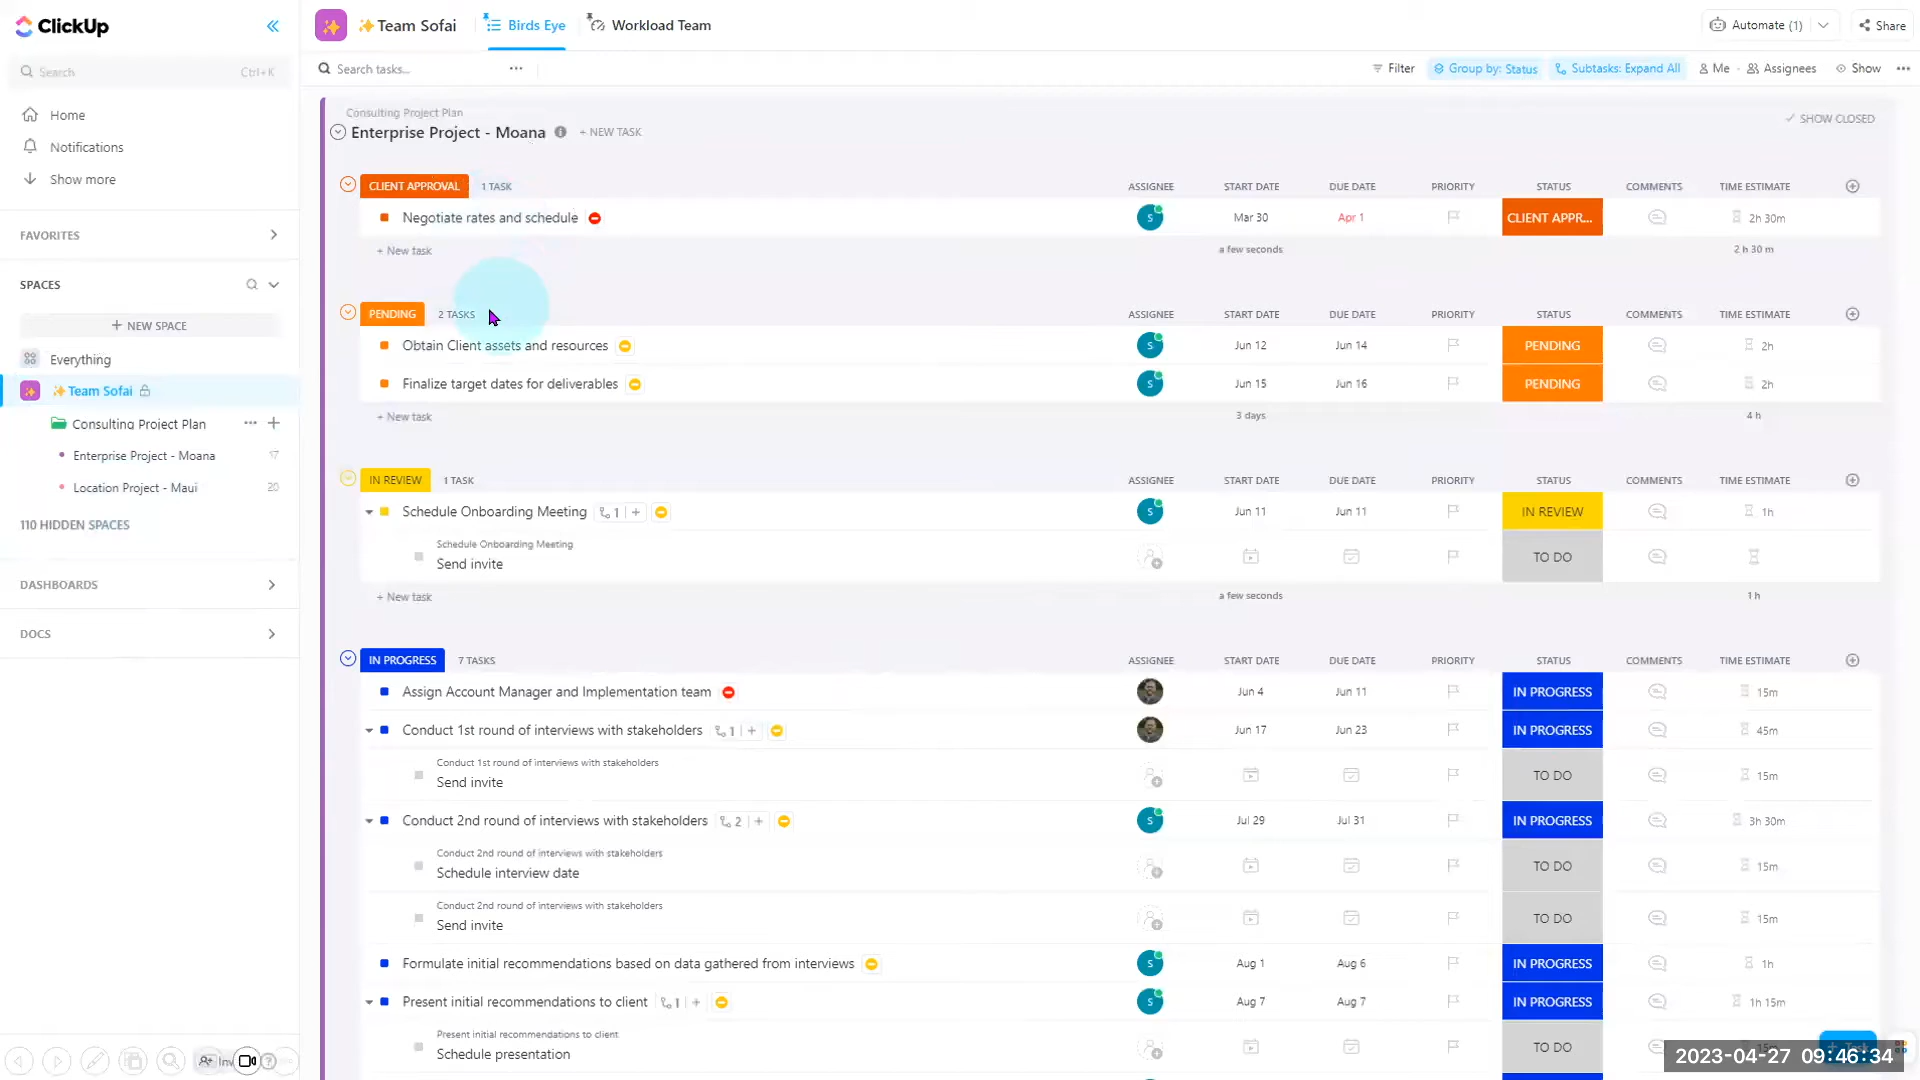 ClickUp
Search Ctrl+K
Home
Notifications
Show more
FAVORITES
SPACES
+ NEW SPACE
Everything
✨Team Sofai
Consulting Project Plan
Enterprise Project - Moana 17
Location Project - Maui 20
110 HIDDEN SPACES
DASHBOARDS
DOCS
✨Team Sofai Birds Eye Workload Team Automate (1) Share
Search tasks... Filter Group by: Status Subtasks: Expand All Me Assignees Show
Consulting Project Plan
Enterprise Project - Moana + NEW TASK SHOW CLOSED
CLIENT APPROVAL 1 TASK ASSIGNEE START DATE DUE DATE PRIORITY STATUS COMMENTS TIME ESTIMATE
Negotiate rates and schedule S Mar 30 Apr 1 CLIENT APPR... 2h 30m
+ New task a few seconds 2 h 30 m
PENDING 2 TASKS ASSIGNEE START DATE DUE DATE PRIORITY STATUS COMMENTS TIME ESTIMATE
Obtain Client assets and resources S Jun 12 Jun 14 PENDING 2h
Finalize target dates for deliverables S Jun 15 Jun 16 PENDING 2h
+ New task 3 days 4 h
IN REVIEW 1 TASK ASSIGNEE START DATE DUE DATE PRIORITY STATUS COMMENTS TIME ESTIMATE
Schedule Onboarding Meeting 1 + S Jun 11 Jun 11 IN REVIEW 1h
Schedule Onboarding Meeting
Send invite TO DO
+ New task a few seconds 1 h
IN PROGRESS 7 TASKS ASSIGNEE START DATE DUE DATE PRIORITY STATUS COMMENTS TIME ESTIMATE
Assign Account Manager and Implementation team Jun 4 Jun 11 IN PROGRESS 15m
Conduct 1st round of interviews with stakeholders 1 + Jun 17 Jun 23 IN PROGRESS 45m
Conduct 1st round of interviews with stakeholders
Send invite TO DO 15m
Conduct 2nd round of interviews with stakeholders 2 + S Jul 29 Jul 31 IN PROGRESS 3h 30m
Conduct 2nd round of interviews with stakeholders
Schedule interview date TO DO 15m
Conduct 2nd round of interviews with stakeholders
Send invite TO DO 15m
Formulate initial recommendations based on data gathered from interviews S Aug 1 Aug 6 IN PROGRESS 1h
Present initial recommendations to client 1 + S Aug 7 Aug 7 IN PROGRESS 1h 15m
Present initial recommendations to client
Schedule presentation TO DO
2023-04-27 09:46:34